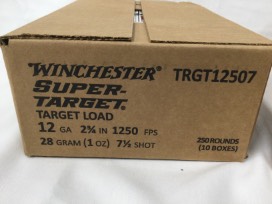 WINCHESTER® TRGT12507
SUPER-
TARGET®
TARGET LOAD
12 GA 2¾ IN 1250 FPS
28 GRAM (1 OZ) 7½ SHOT
250 ROUNDS
(10 BOXES)